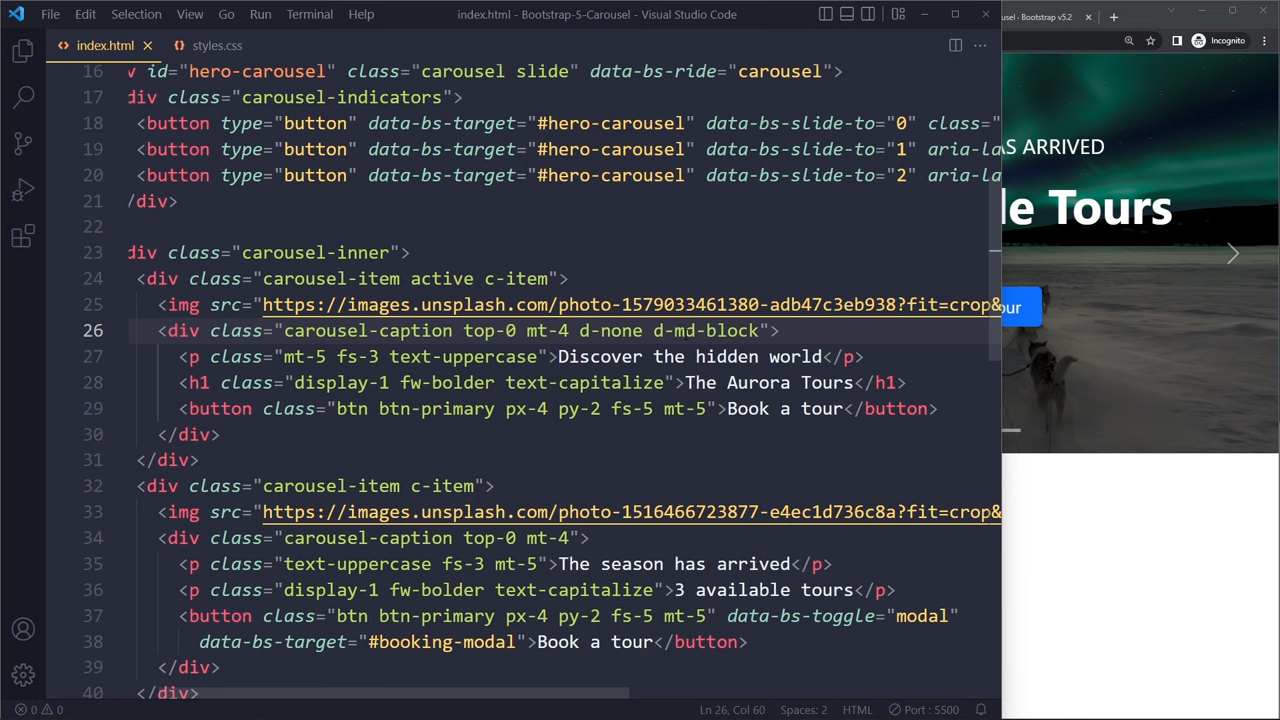 File Edit Selection View Go Run Terminal Help index.html - Bootstrap-5-Carousel - Visual Studio Code
usel - Bootstrap v5.2
index.html styles.css
Incognito
16 v id="hero-carousel" class="carousel slide" data-bs-ride="carousel">
17 div class="carousel-indicators">
18 <button type="button" data-bs-target="#hero-carousel" data-bs-slide-to="0" class="
19 <button type="button" data-bs-target="#hero-carousel" data-bs-slide-to="1" aria-la
20 <button type="button" data-bs-target="#hero-carousel" data-bs-slide-to="2" aria-la
21 /div>
22
23 div class="carousel-inner">
24 <div class="carousel-item active c-item">
25 <img src="https://images.unsplash.com/photo-1579033461380-adb47c3eb938?fit=crop&
26 <div class="carousel-caption top-0 mt-4 d-none d-md-block">
27 <p class="mt-5 fs-3 text-uppercase">Discover the hidden world</p>
28 <h1 class="display-1 fw-bolder text-capitalize">The Aurora Tours</h1>
29 <button class="btn btn-primary px-4 py-2 fs-5 mt-5">Book a tour</button>
30 </div>
31 </div>
32 <div class="carousel-item c-item">
33 <img src="https://images.unsplash.com/photo-1516466723877-e4ec1d736c8a?fit=crop&
34 <div class="carousel-caption top-0 mt-4">
35 <p class="text-uppercase fs-3 mt-5">The season has arrived</p>
36 <p class="display-1 fw-bolder text-capitalize">3 available tours</p>
37 <button class="btn btn-primary px-4 py-2 fs-5 mt-5" data-bs-toggle="modal"
38 data-bs-target="#booking-modal">Book a tour</button>
39 </div>
40 </div>
AS ARRIVED
le Tours
our
0 0 Ln 26, Col 60 Spaces: 2 HTML Port : 5500